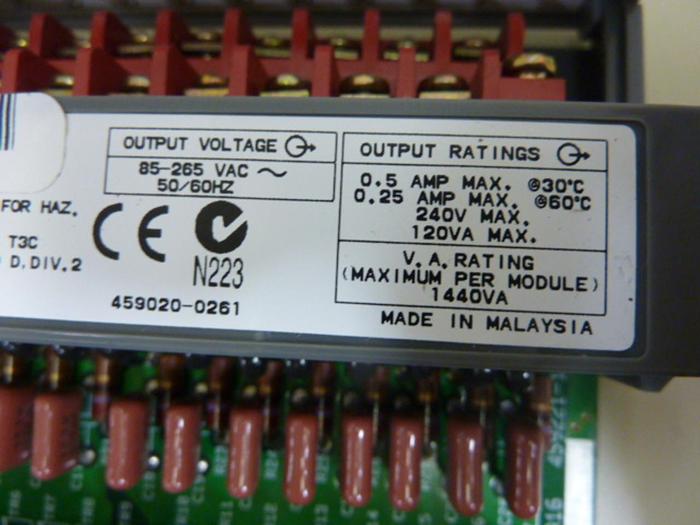 OUTPUT VOLTAGE
85-265 VAC ~
50/60HZ
OUTPUT RATINGS
0.5 AMP MAX. @30°C
0.25 AMP MAX. @60°C
240V MAX.
120VA MAX.
V.A. RATING
(MAXIMUM PER MODULE)
1440VA
FOR HAZ.
T3C
D, DIV.2
CE
N223
459020-0261
MADE IN MALAYSIA